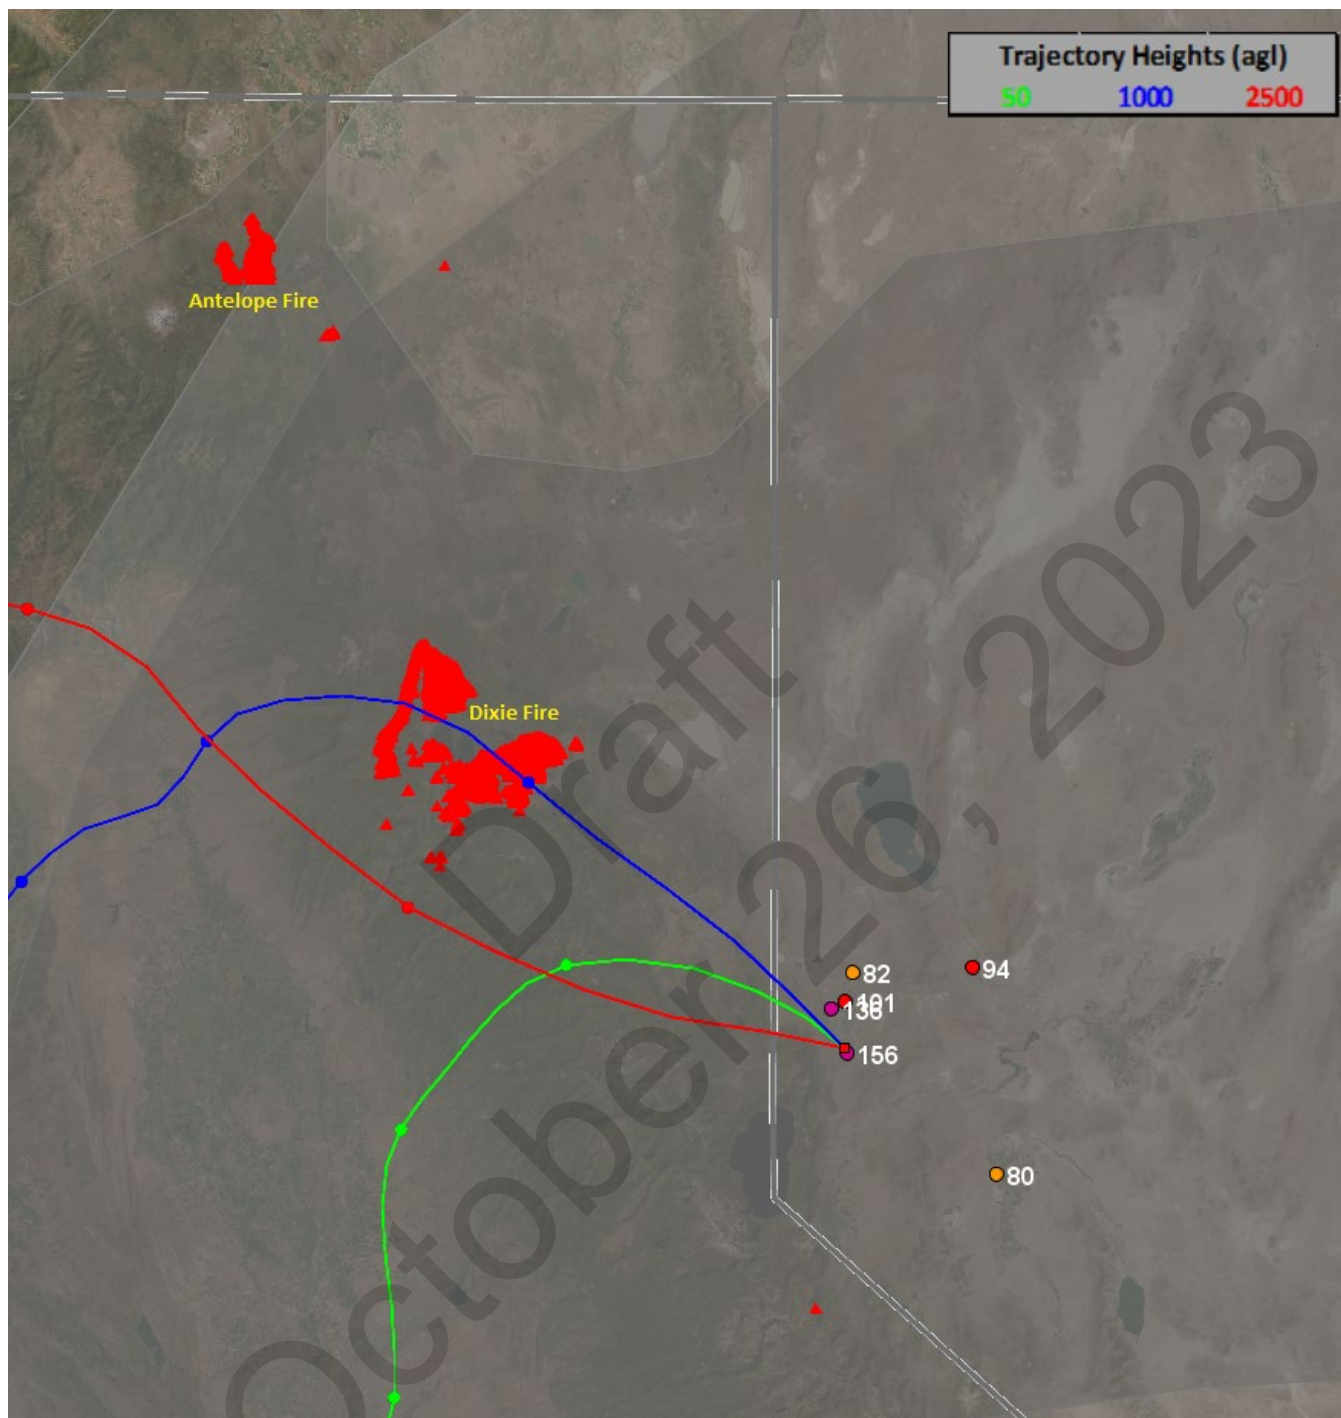 Trajectory Heights (agl)
50 1000 2500
Antelope Fire
Dixie Fire
82
94
101
136
156
80
Draft
October 26, 2023